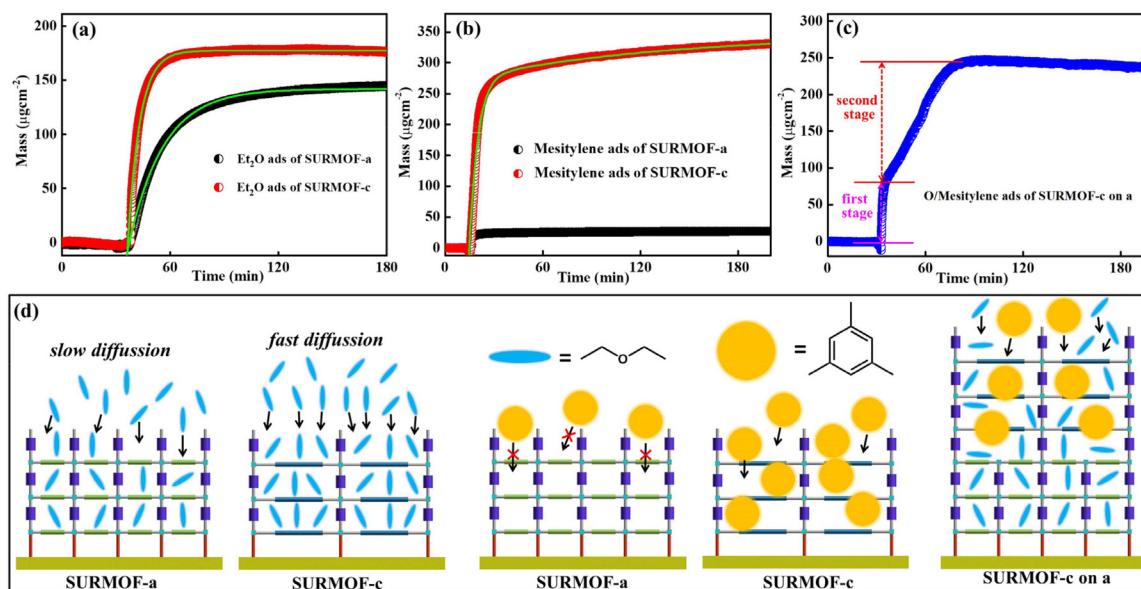 (a)
Mass (μgcm-2)
200
150
100
50
0
Et2O ads of SURMOF-a
Et2O ads of SURMOF-c
0 60 120 180
Time (min)
(b)
Mass (μgcm-2)
350
300
250
200
150
100
50
0
Mesitylene ads of SURMOF-a
Mesitylene ads of SURMOF-c
0 60 120 180
Time (min)
(c)
Mass (μgcm-2)
300
250
200
150
100
50
0
second
stage
first
stage
O/Mesitylene ads of SURMOF-c on a
0 60 120 180
Time (min)
(d)
slow diffussion
fast diffussion
=
O
=
SURMOF-a
SURMOF-c
SURMOF-a
SURMOF-c
SURMOF-c on a